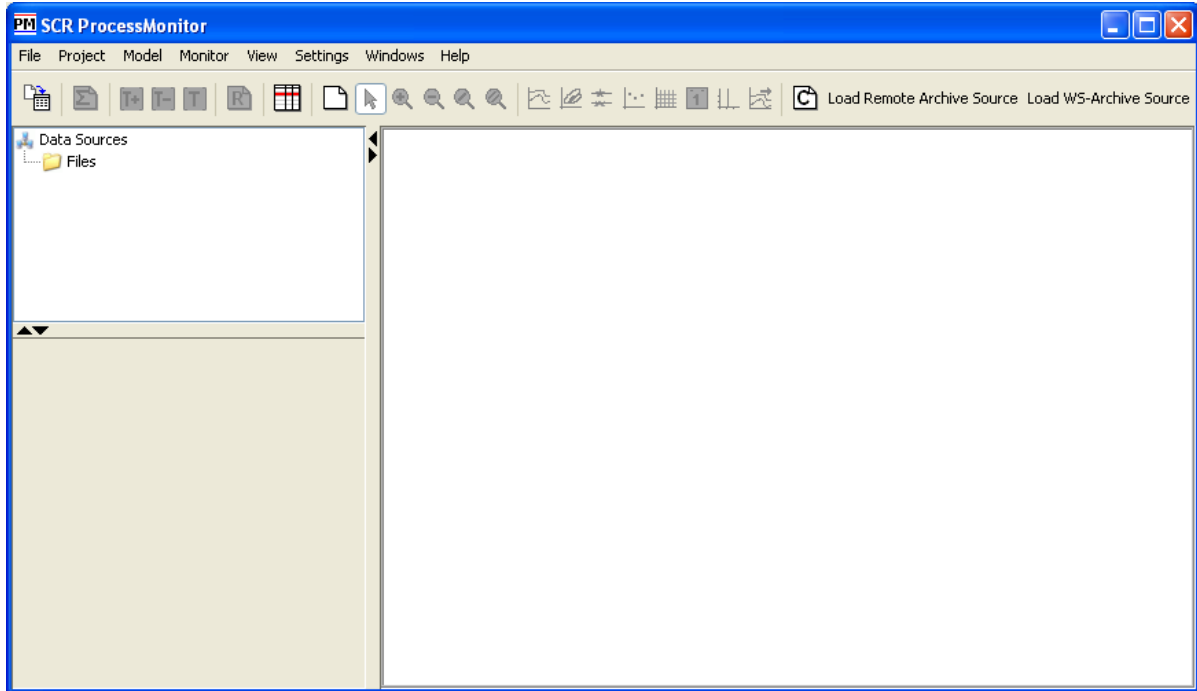 PM SCR ProcessMonitor
File Project Model Monitor View Settings Windows Help
Σ T+ T- T R 1 C Load Remote Archive Source Load WS-Archive Source
Data Sources
Files